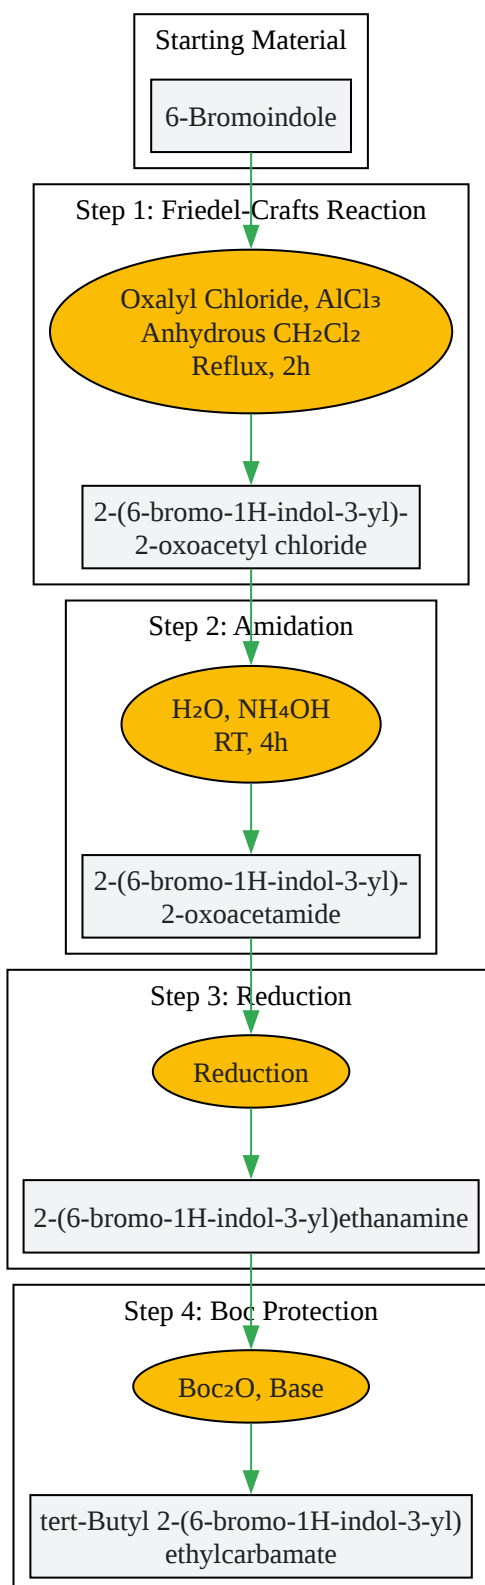 Starting Material
6-Bromoindole
Step 1: Friedel-Crafts Reaction
Oxalyl Chloride, AlCl₃
Anhydrous CH₂Cl₂
Reflux, 2h
2-(6-bromo-1H-indol-3-yl)-
2-oxoacetyl chloride
Step 2: Amidation
H₂O, NH₄OH
RT, 4h
2-(6-bromo-1H-indol-3-yl)-
2-oxoacetamide
Step 3: Reduction
Reduction
2-(6-bromo-1H-indol-3-yl)ethanamine
Step 4: Boc Protection
Boc₂O, Base
tert-Butyl 2-(6-bromo-1H-indol-3-yl)
ethylcarbamate